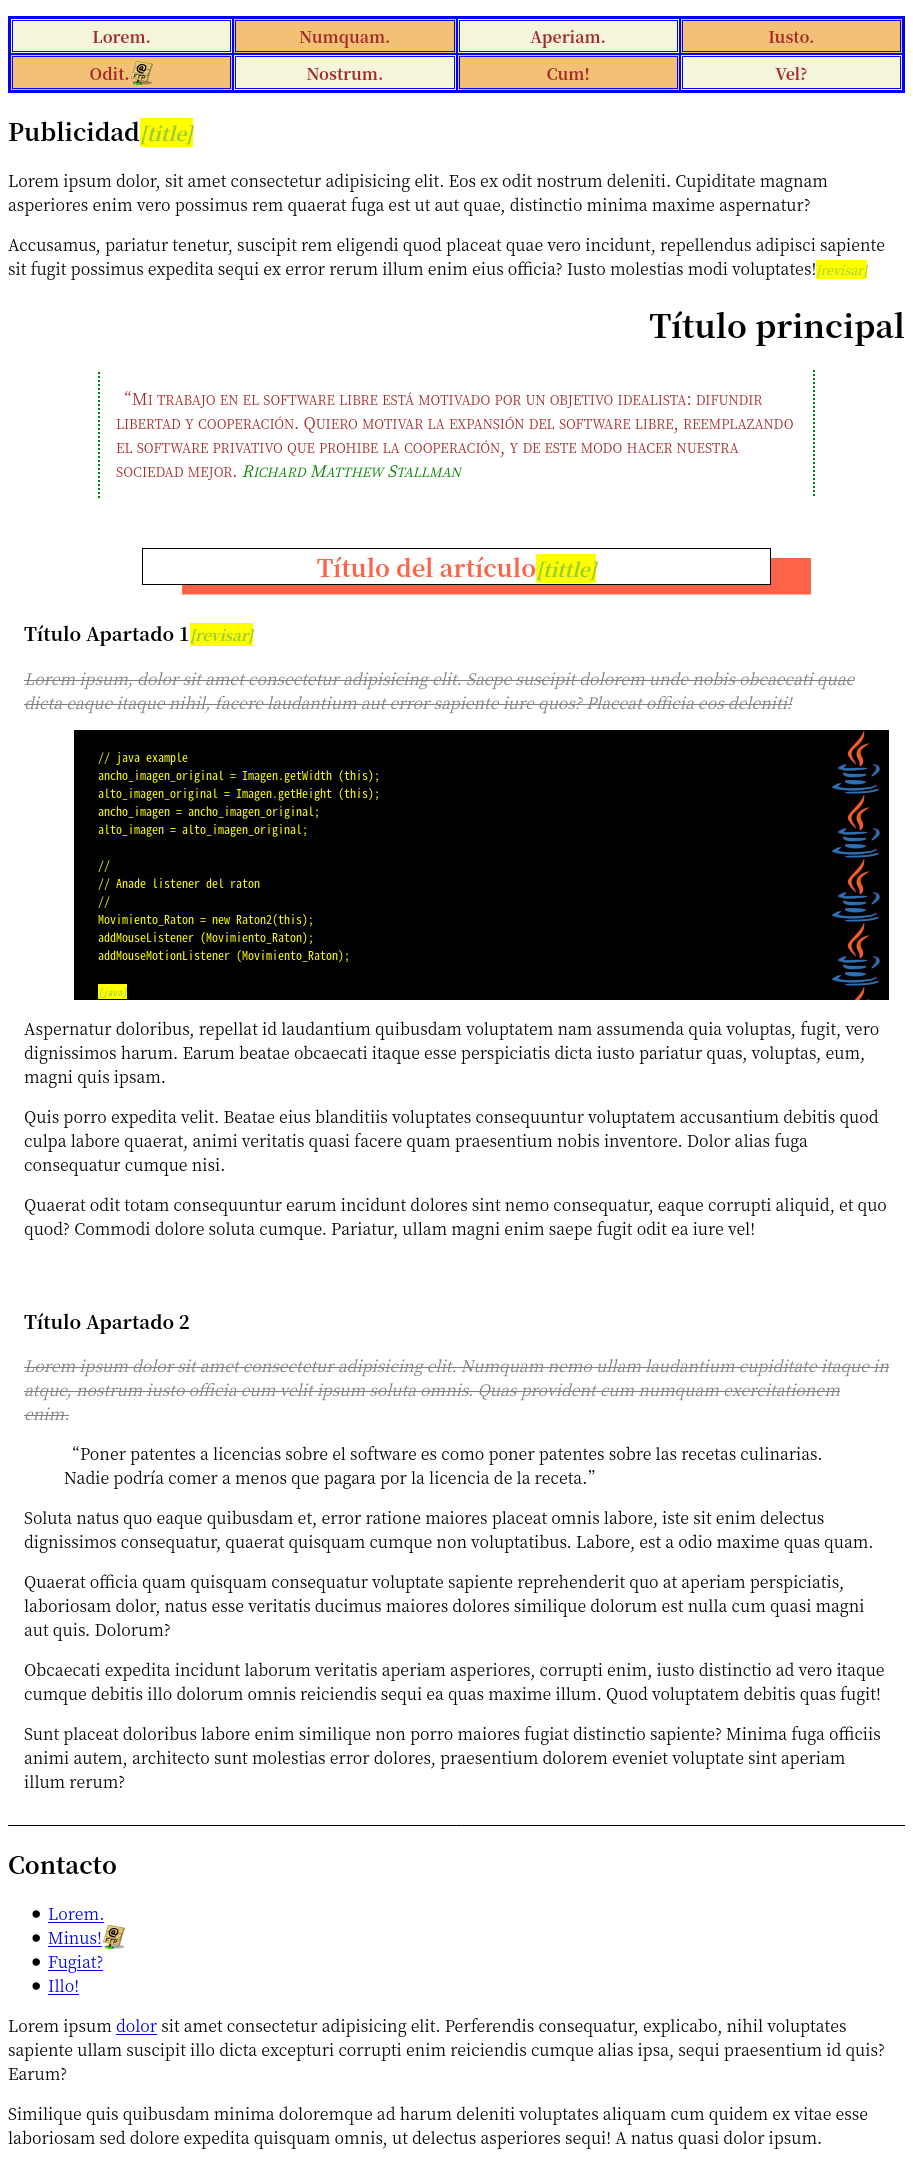 Lorem. Numquam. Aperiam. Iusto.
Odit. Nostrum. Cum! Vel?
Publicidad[title]
Lorem ipsum dolor, sit amet consectetur adipisicing elit. Eos ex odit nostrum deleniti. Cupiditate magnam
asperiores enim vero possimus rem quaerat fuga est ut aut quae, distinctio minima maxime aspernatur?
Accusamus, pariatur tenetur, suscipit rem eligendi quod placeat quae vero incidunt, repellendus adipisci sapiente
sit fugit possimus expedita sequi ex error rerum illum enim eius officia? Iusto molestias modi voluptates![revisar]
Título principal
“Mi trabajo en el software libre está motivado por un objetivo idealista: difundir
libertad y cooperación. Quiero motivar la expansión del software libre, reemplazando
el software privativo que prohibe la cooperación, y de este modo hacer nuestra
sociedad mejor. Richard Matthew Stallman
Título del artículo[tittle]
Título Apartado 1[revisar]
Lorem ipsum, dolor sit amet consectetur adipisicing elit. Saepe suscipit dolorem unde nobis obcaecati quae
dicta eaque itaque nihil, facere laudantium aut error sapiente iure quos? Placeat officia eos deleniti!
// java example
ancho_imagen_original = Imagen.getWidth (this);
alto_imagen_original = Imagen.getHeight (this);
ancho_imagen = ancho_imagen_original;
alto_imagen = alto_imagen_original;
//
// Anade listener del raton
//
Movimiento_Raton = new Raton2(this);
addMouseListener (Movimiento_Raton);
addMouseMotionListener (Movimiento_Raton);
[java]
Aspernatur doloribus, repellat id laudantium quibusdam voluptatem nam assumenda quia voluptas, fugit, vero
dignissimos harum. Earum beatae obcaecati itaque esse perspiciatis dicta iusto pariatur quas, voluptas, eum,
magni quis ipsam.
Quis porro expedita velit. Beatae eius blanditiis voluptates consequuntur voluptatem accusantium debitis quod
culpa labore quaerat, animi veritatis quasi facere quam praesentium nobis inventore. Dolor alias fuga
consequatur cumque nisi.
Quaerat odit totam consequuntur earum incidunt dolores sint nemo consequatur, eaque corrupti aliquid, et quo
quod? Commodi dolore soluta cumque. Pariatur, ullam magni enim saepe fugit odit ea iure vel!
Título Apartado 2
Lorem ipsum dolor sit amet consectetur adipisicing elit. Numquam nemo ullam laudantium cupiditate itaque in
atque, nostrum iusto officia eum velit ipsum soluta omnis. Quas provident cum numquam exercitationem
enim.
“Poner patentes a licencias sobre el software es como poner patentes sobre las recetas culinarias.
Nadie podría comer a menos que pagara por la licencia de la receta.”
Soluta natus quo eaque quibusdam et, error ratione maiores placeat omnis labore, iste sit enim delectus
dignissimos consequatur, quaerat quisquam cumque non voluptatibus. Labore, est a odio maxime quas quam.
Quaerat officia quam quisquam consequatur voluptate sapiente reprehenderit quo at aperiam perspiciatis,
laboriosam dolor, natus esse veritatis ducimus maiores dolores similique dolorum est nulla cum quasi magni
aut quis. Dolorum?
Obcaecati expedita incidunt laborum veritatis aperiam asperiores, corrupti enim, iusto distinctio ad vero itaque
cumque debitis illo dolorum omnis reiciendis sequi ea quas maxime illum. Quod voluptatem debitis quas fugit!
Sunt placeat doloribus labore enim similique non porro maiores fugiat distinctio sapiente? Minima fuga officiis
animi autem, architecto sunt molestias error dolores, praesentium dolorem eveniet voluptate sint aperiam
illum rerum?
Contacto
Lorem.
Minus!
Fugiat?
Illo!
Lorem ipsum dolor sit amet consectetur adipisicing elit. Perferendis consequatur, explicabo, nihil voluptates
sapiente ullam suscipit illo dicta excepturi corrupti enim reiciendis cumque alias ipsa, sequi praesentium id quis?
Earum?
Similique quis quibusdam minima doloremque ad harum deleniti voluptates aliquam cum quidem ex vitae esse
laboriosam sed dolore expedita quisquam omnis, ut delectus asperiores sequi! A natus quasi dolor ipsum.